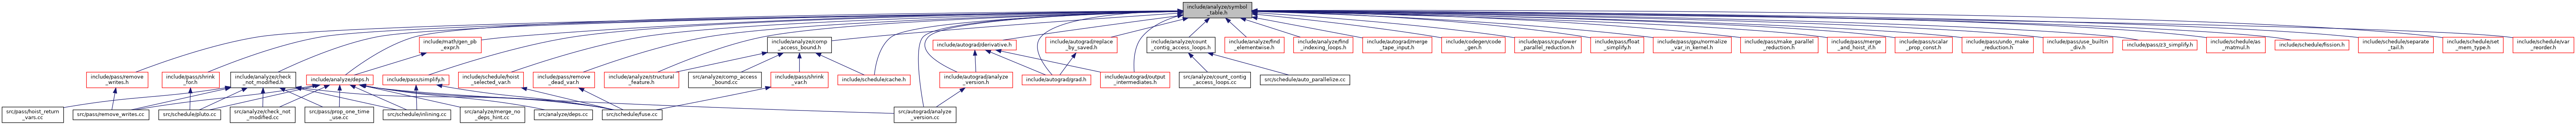 include/analyze/symbol
_table.h
include/math/gen_pb
_expr.h
include/analyze/comp
_access_bound.h
include/autograd/derivative.h
include/autograd/replace
_by_saved.h
include/analyze/count
_contig_access_loops.h
include/analyze/find
_elementwise.h
include/analyze/find
_indexing_loops.h
include/autograd/merge
_tape_input.h
include/codegen/code
_gen.h
include/pass/cpu/lower
_parallel_reduction.h
include/pass/float
_simplify.h
include/pass/gpu/normalize
_var_in_kernel.h
include/pass/make_parallel
_reduction.h
include/pass/merge
_and_hoist_if.h
include/pass/scalar
_prop_const.h
include/pass/undo_make
_reduction.h
include/pass/use_builtin
_div.h
include/pass/z3_simplify.h
include/schedule/as
_matmul.h
include/schedule/fission.h
include/schedule/separate
_tail.h
include/schedule/set
_mem_type.h
include/schedule/var
_reorder.h
include/pass/remove
_writes.h
include/pass/shrink
_for.h
include/analyze/check
_not_modified.h
include/analyze/deps.h
include/pass/simplify.h
include/schedule/hoist
_selected_var.h
include/pass/remove
_dead_var.h
include/analyze/structural
_feature.h
src/analyze/comp_access
_bound.cc
include/pass/shrink
_var.h
include/schedule/cache.h
include/autograd/analyze
_version.h
include/autograd/grad.h
include/autograd/output
_intermediates.h
src/analyze/count_contig
_access_loops.cc
src/schedule/auto_parallelize.cc
src/pass/hoist_return
_vars.cc
src/pass/remove_writes.cc
src/schedule/pluto.cc
src/analyze/check_not
_modified.cc
src/pass/prop_one_time
_use.cc
src/schedule/inlining.cc
src/analyze/merge_no
_deps_hint.cc
src/analyze/deps.cc
src/schedule/fuse.cc
src/autograd/analyze
_version.cc